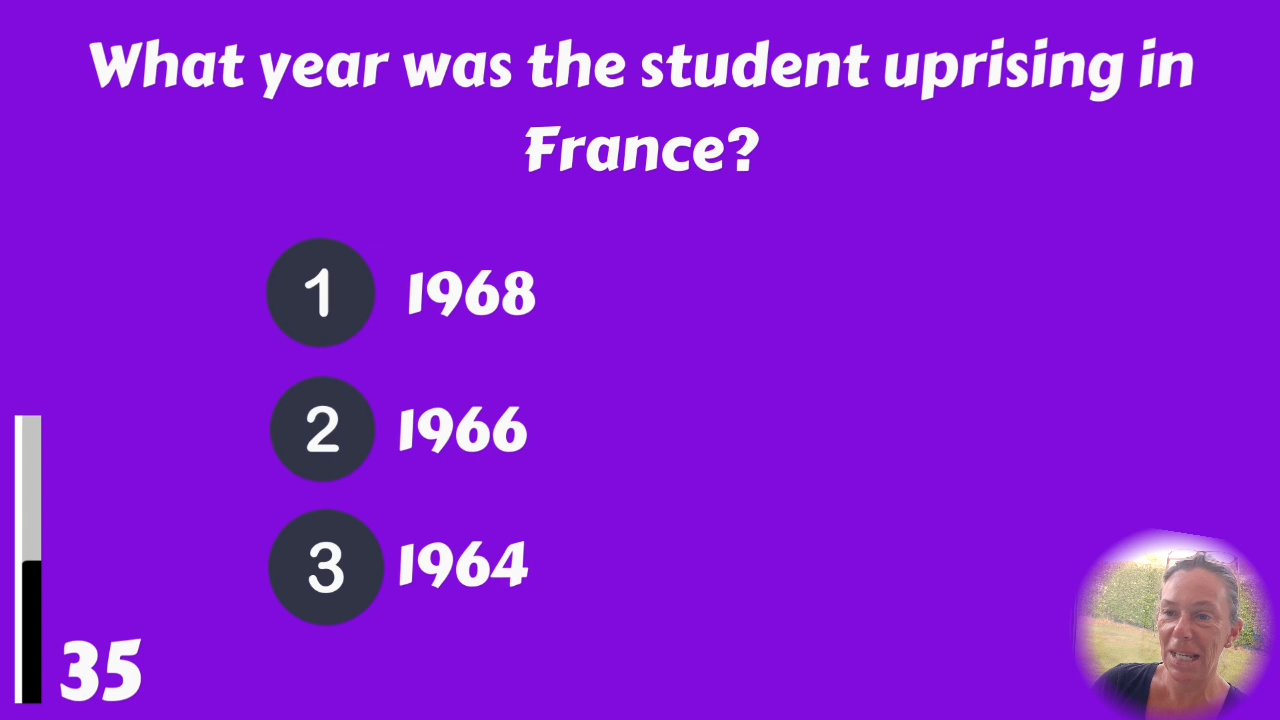 What year was the student uprising in
France?
1 1968
2 1966
3 1964
35